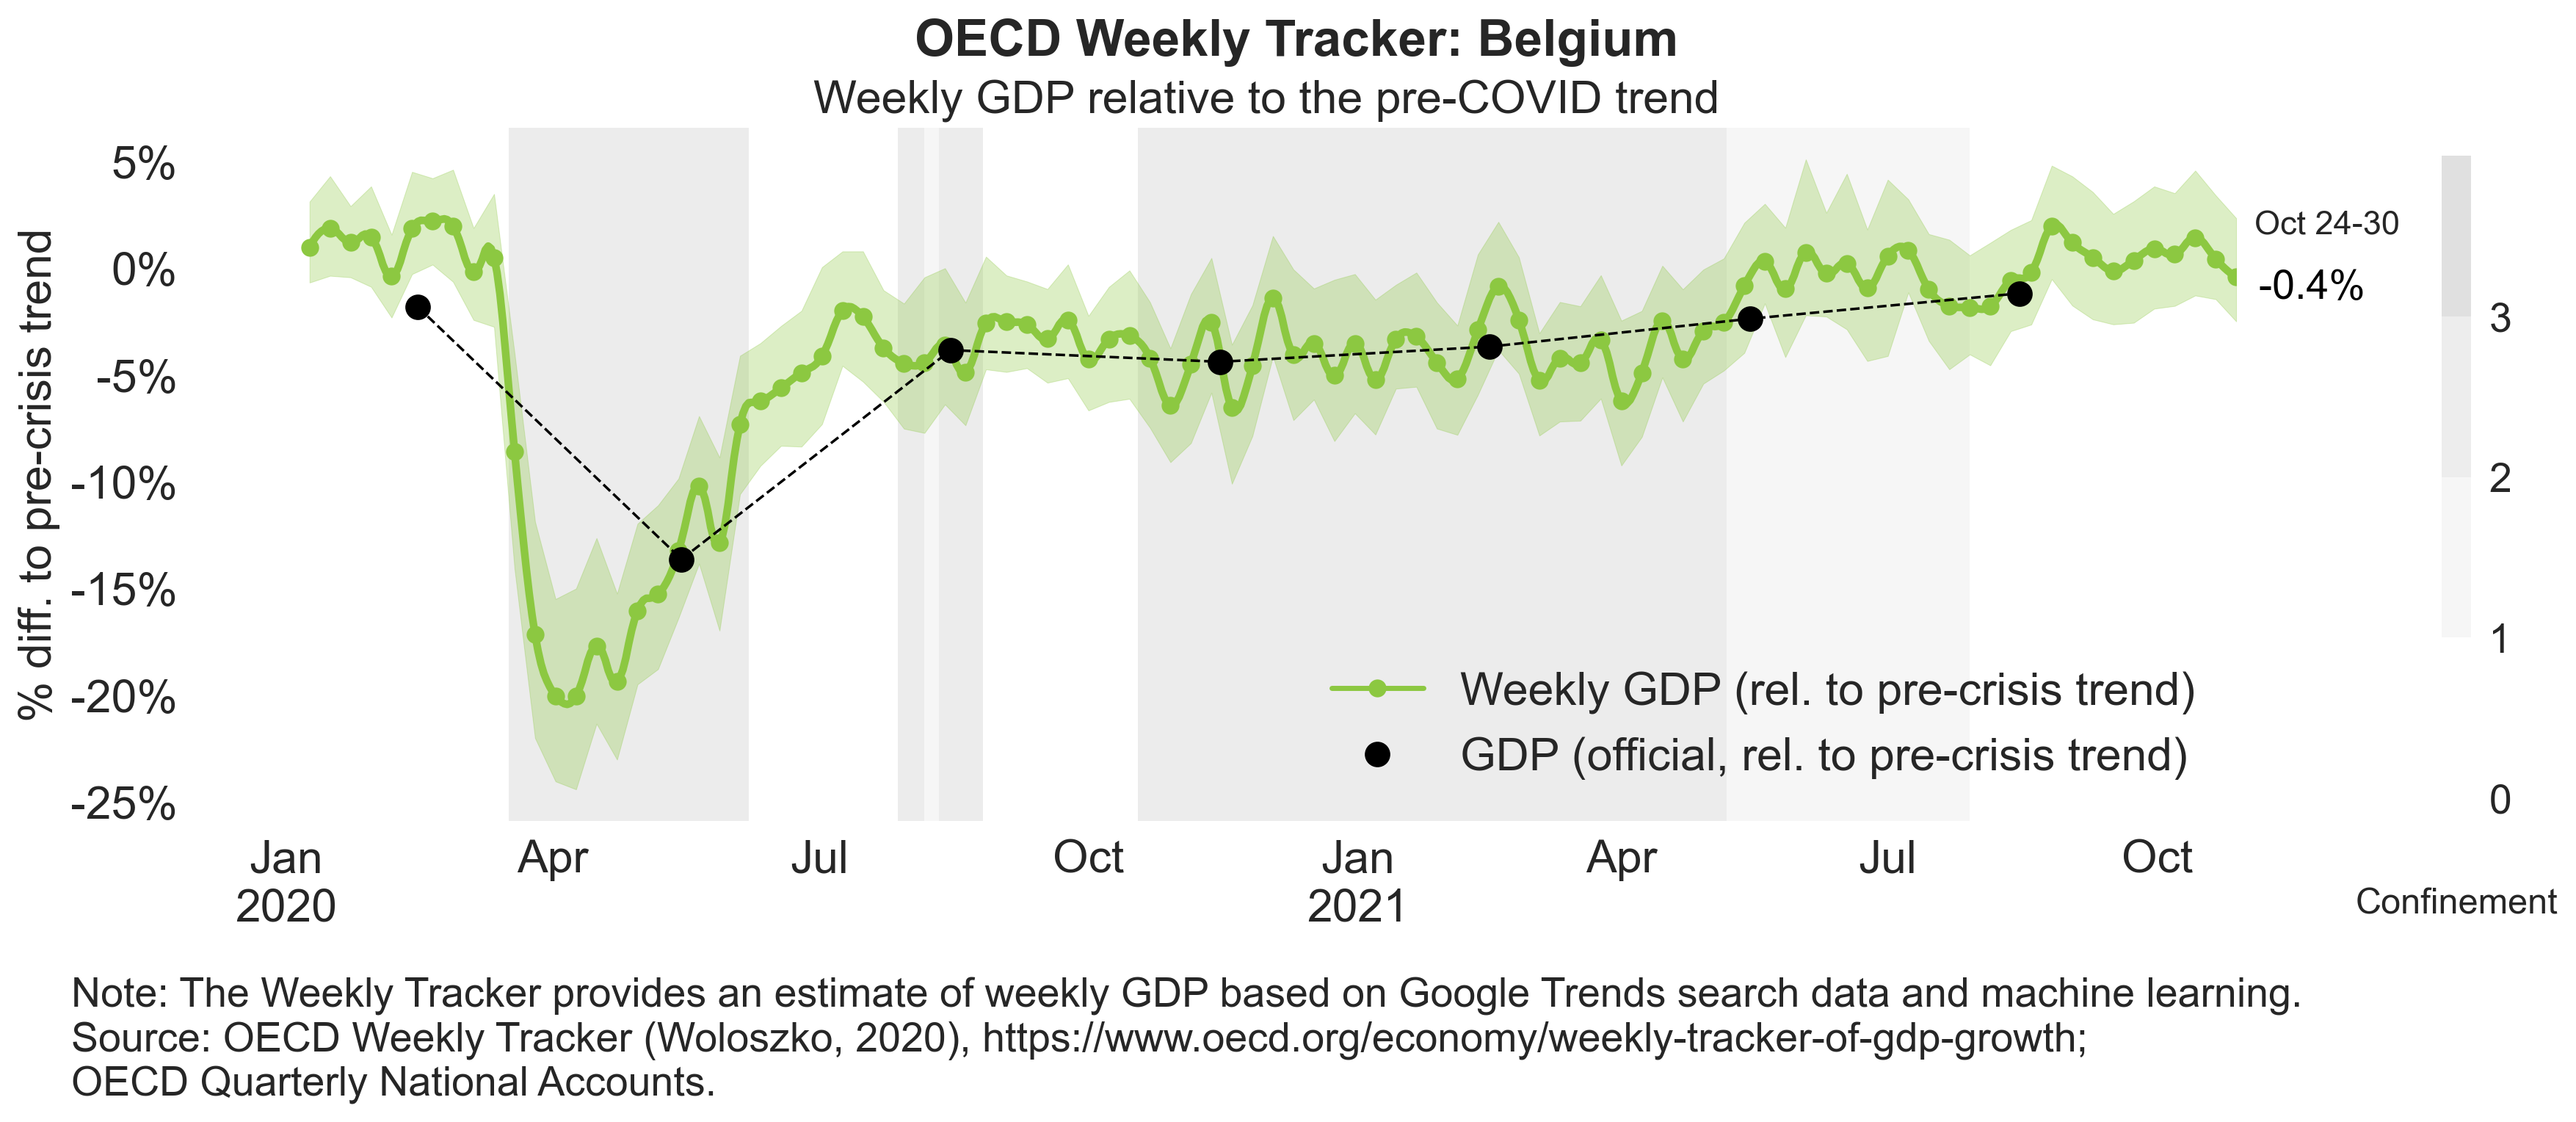 OECD Weekly Tracker: Belgium
Weekly GDP relative to the pre-COVID trend
% diff. to pre-crisis trend
5%
0%
-5%
-10%
-15%
-20%
-25%
Oct 24-30
-0.4%
3
2
1
0
Confinement
Weekly GDP (rel. to pre-crisis trend)
GDP (official, rel. to pre-crisis trend)
Jan Apr Jul Oct Jan Apr Jul Oct
2020 2021
Note: The Weekly Tracker provides an estimate of weekly GDP based on Google Trends search data and machine learning.
Source: OECD Weekly Tracker (Woloszko, 2020), https://www.oecd.org/economy/weekly-tracker-of-gdp-growth;
OECD Quarterly National Accounts.